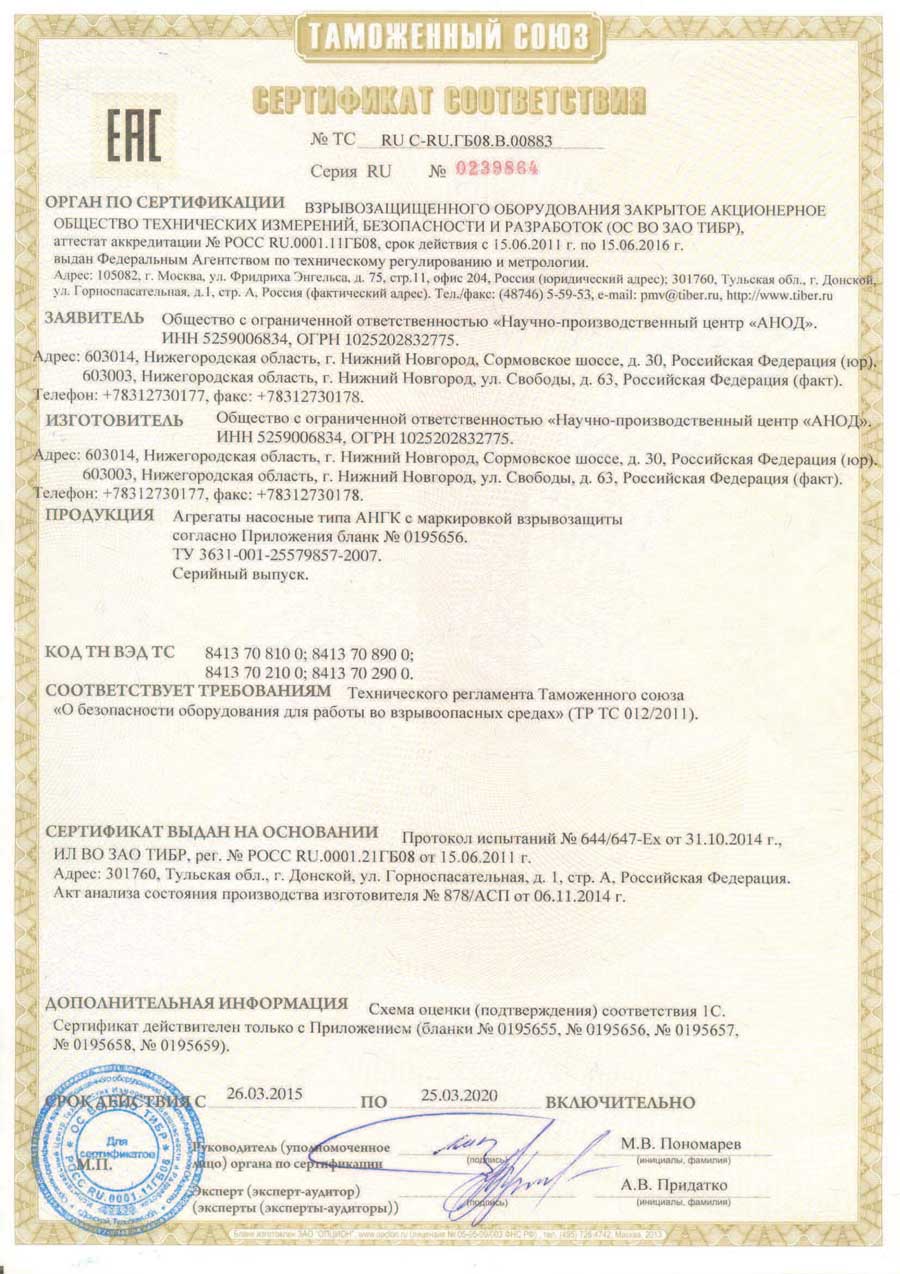 ТАМОЖЕННЫЙ СОЮЗ
СЕРТИФИКАТ СООТВЕТСТВИЯ
ЕАС
№ ТС RU С-RU.ГБ08.В.00883
Серия RU № 0239864
ОРГАН ПО СЕРТИФИКАЦИИ ВЗРЫВОЗАЩИЩЕННОГО ОБОРУДОВАНИЯ ЗАКРЫТОЕ АКЦИОНЕРНОЕ
ОБЩЕСТВО ТЕХНИЧЕСКИХ ИЗМЕРЕНИЙ, БЕЗОПАСНОСТИ И РАЗРАБОТОК (ОС ВО ЗАО ТИБР),
аттестат аккредитации № РОСС RU.0001.11ГБ08, срок действия с 15.06.2011 г. по 15.06.2016 г.
выдан Федеральным Агентством по техническому регулированию и метрологии.
Адрес: 105082, г. Москва, ул. Фридриха Энгельса, д. 75, стр.11, офис 204, Россия (юридический адрес); 301760, Тульская обл., г. Донской,
ул. Горноспасательная, д.1, стр. А, Россия (фактический адрес). Тел./факс: (48746) 5-59-53, e-mail: pmv@tiber.ru, http://www.tiber.ru
ЗАЯВИТЕЛЬ Общество с ограниченной ответственностью «Научно-производственный центр «АНОД».
ИНН 5259006834, ОГРН 1025202832775.
Адрес: 603014, Нижегородская область, г. Нижний Новгород, Сормовское шоссе, д. 30, Российская Федерация (юр).
603003, Нижегородская область, г. Нижний Новгород, ул. Свободы, д. 63, Российская Федерация (факт).
Телефон: +78312730177, факс: +78312730178.
ИЗГОТОВИТЕЛЬ Общество с ограниченной ответственностью «Научно-производственный центр «АНОД».
ИНН 5259006834, ОГРН 1025202832775.
Адрес: 603014, Нижегородская область, г. Нижний Новгород, Сормовское шоссе, д. 30, Российская Федерация (юр).
603003, Нижегородская область, г. Нижний Новгород, ул. Свободы, д. 63, Российская Федерация (факт).
Телефон: +78312730177, факс: +78312730178.
ПРОДУКЦИЯ Агрегаты насосные типа АНГК с маркировкой взрывозащиты
согласно Приложения бланк № 0195656.
ТУ 3631-001-25579857-2007.
Серийный выпуск.
КОД ТН ВЭД ТС 8413 70 810 0; 8413 70 890 0;
8413 70 210 0; 8413 70 290 0.
СООТВЕТСТВУЕТ ТРЕБОВАНИЯМ Технического регламента Таможенного союза
«О безопасности оборудования для работы во взрывоопасных средах» (ТР ТС 012/2011).
СЕРТИФИКАТ ВЫДАН НА ОСНОВАНИИ Протокол испытаний № 644/647-Ех от 31.10.2014 г.,
ИЛ ВО ЗАО ТИБР, рег. № РОСС RU.0001.21ГБ08 от 15.06.2011 г.
Адрес: 301760, Тульская обл., г. Донской, ул. Горноспасательная, д. 1, стр. А, Российская Федерация.
Акт анализа состояния производства изготовителя № 878/АСП от 06.11.2014 г.
ДОПОЛНИТЕЛЬНАЯ ИНФОРМАЦИЯ Схема оценки (подтверждения) соответствия 1С.
Сертификат действителен только с Приложением (бланки № 0195655, № 0195656, № 0195657,
№ 0195658, № 0195659).
СРОК ДЕЙСТВИЯ С 26.03.2015 ПО 25.03.2020 ВКЛЮЧИТЕЛЬНО
ОС ВО ЗАО ТИБР
Для
сертификатов
РОСС RU.0001.11ГБ08
М.П.
Руководитель (уполномоченное
лицо) органа по сертификации
(подпись)
М.В. Пономарев
(инициалы, фамилия)
Эксперт (эксперт-аудитор)
(эксперты (эксперты-аудиторы))
(подпись)
А.В. Придатко
(инициалы, фамилия)
Бланк изготовлен ЗАО "ОПЦИОН", www.opcion.ru (лицензия № 05-05-09/003 ФНС РФ), тел. (495) 726 4742, Москва, 2013